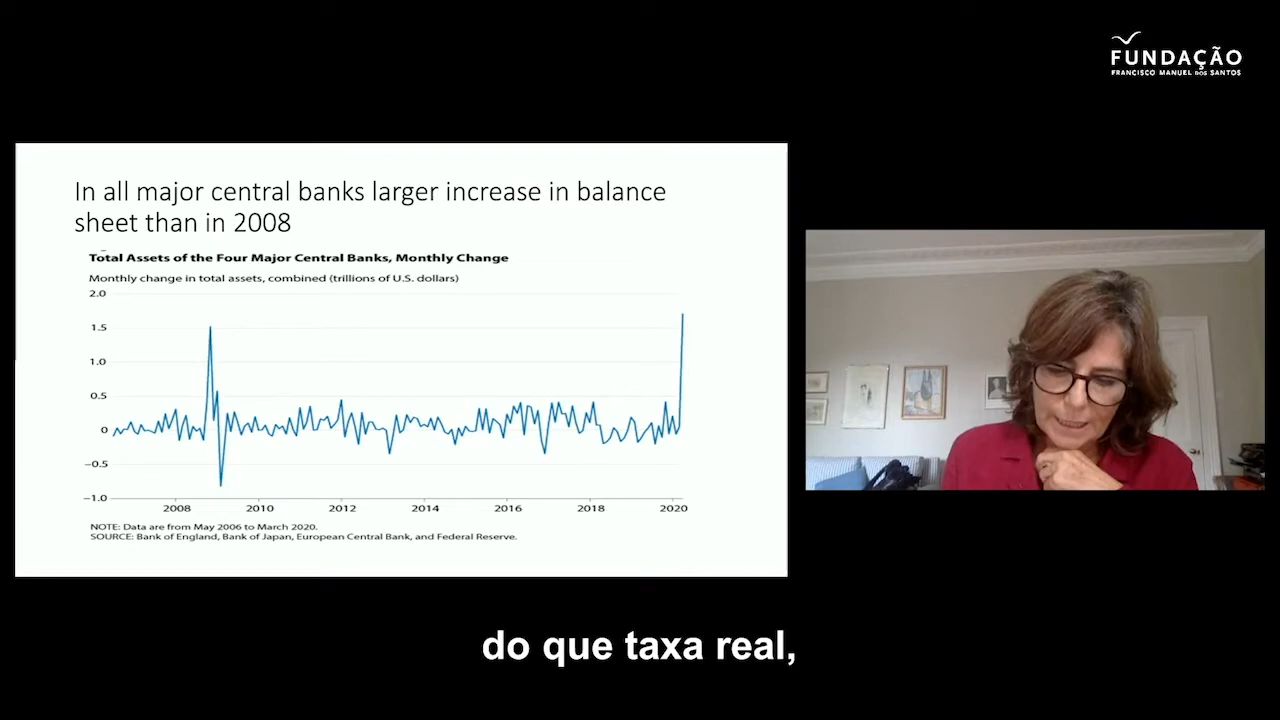 FUNDAÇÃO
FRANCISCO MANUEL DOS SANTOS
In all major central banks larger increase in balance
sheet than in 2008
Total Assets of the Four Major Central Banks, Monthly Change
Monthly change in total assets, combined (trillions of U.S. dollars)
2.0
1.5
1.0
0.5
0
−0.5
−1.0
2008 2010 2012 2014 2016 2018 2020
NOTE: Data are from May 2006 to March 2020.
SOURCE: Bank of England, Bank of Japan, European Central Bank, and Federal Reserve.
do que taxa real,